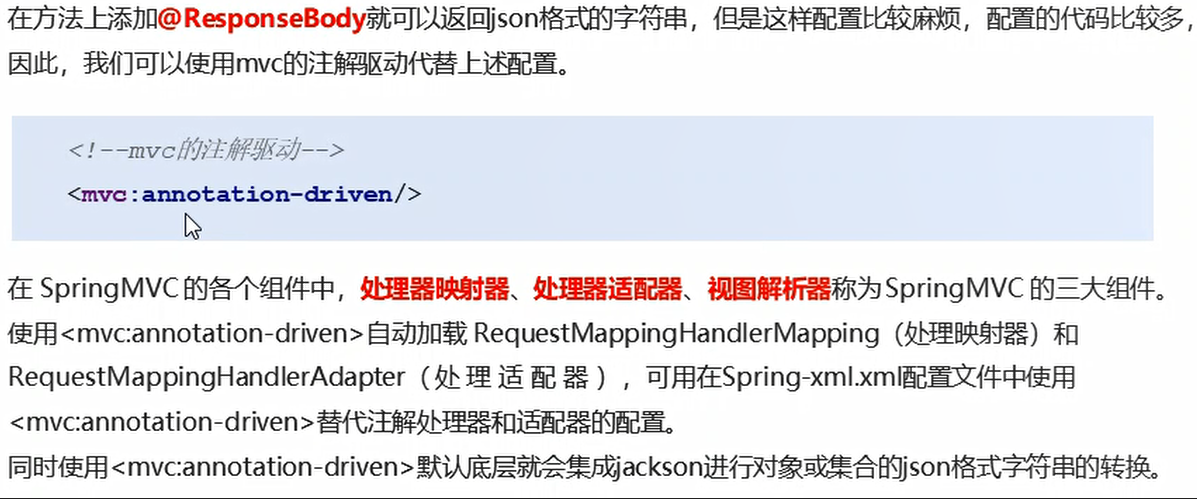 在方法上添加@ResponseBody就可以返回json格式的字符串，但是这样配置比较麻烦，配置的代码比较多，
因此，我们可以使用mvc的注解驱动代替上述配置。
<!--mvc的注解驱动-->
<mvc:annotation-driven/>
在 SpringMVC 的各个组件中，处理器映射器、处理器适配器、视图解析器称为 SpringMVC 的三大组件。
使用<mvc:annotation-driven>自动加载 RequestMappingHandlerMapping（处理映射器）和
RequestMappingHandlerAdapter（处 理 适 配 器），可用在Spring-xml.xml配置文件中使用
<mvc:annotation-driven>替代注解处理器和适配器的配置。
同时使用<mvc:annotation-driven>默认底层就会集成jackson进行对象或集合的json格式字符串的转换。